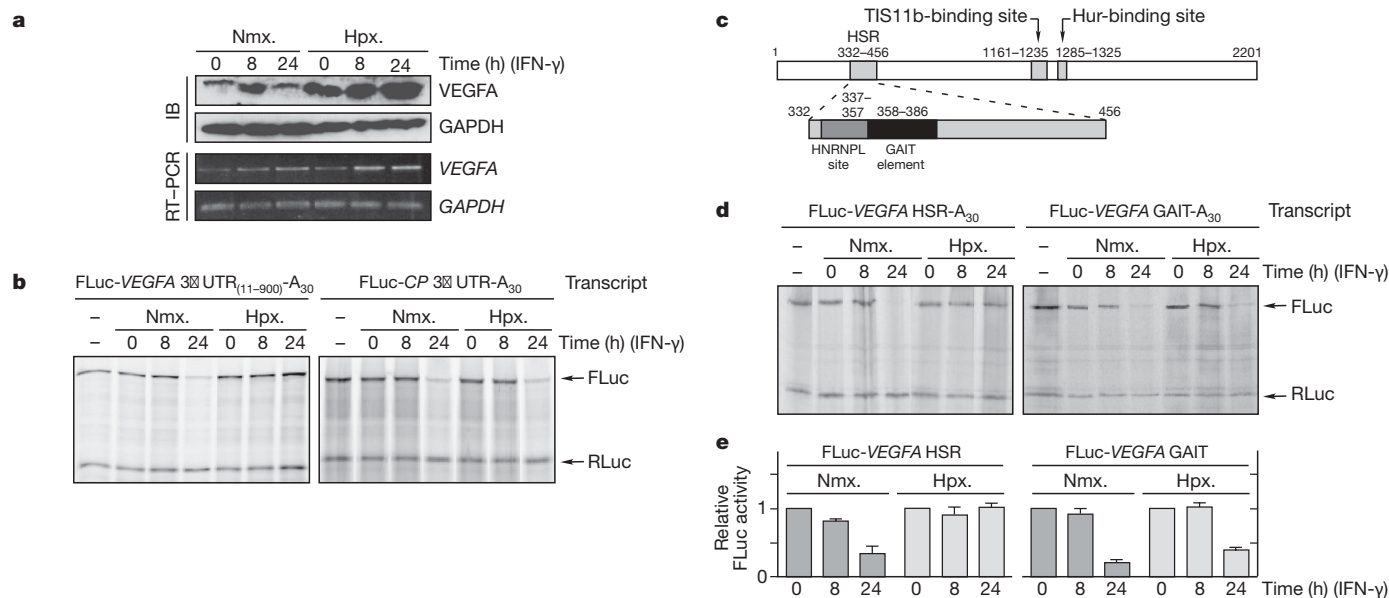 a
Nmx. Hpx.
0 8 24 0 8 24 Time (h) (IFN-γ)
IB
VEGFA
GAPDH
RT–PCR
VEGFA
GAPDH
b
FLuc-VEGFA 3 UTR(11–900)-A30 FLuc-CP 3 UTR-A30 Transcript
– Nmx. Hpx. – Nmx. Hpx.
– 0 8 24 0 8 24 – 0 8 24 0 8 24 Time (h) (IFN-γ)
FLuc
RLuc
c
TIS11b-binding site Hur-binding site
HSR
1 332–456 1161–1235 1285–1325 2201
332 337–357 358–386 456
HNRNPL site
GAIT element
d
FLuc-VEGFA HSR-A30 FLuc-VEGFA GAIT-A30 Transcript
– Nmx. Hpx. – Nmx. Hpx.
– 0 8 24 0 8 24 – 0 8 24 0 8 24 Time (h) (IFN-γ)
FLuc
RLuc
e
FLuc-VEGFA HSR FLuc-VEGFA GAIT
Nmx. Hpx. Nmx. Hpx.
Relative FLuc activity
1
0
0 8 24 0 8 24 0 8 24 0 8 24 Time (h) (IFN-γ)